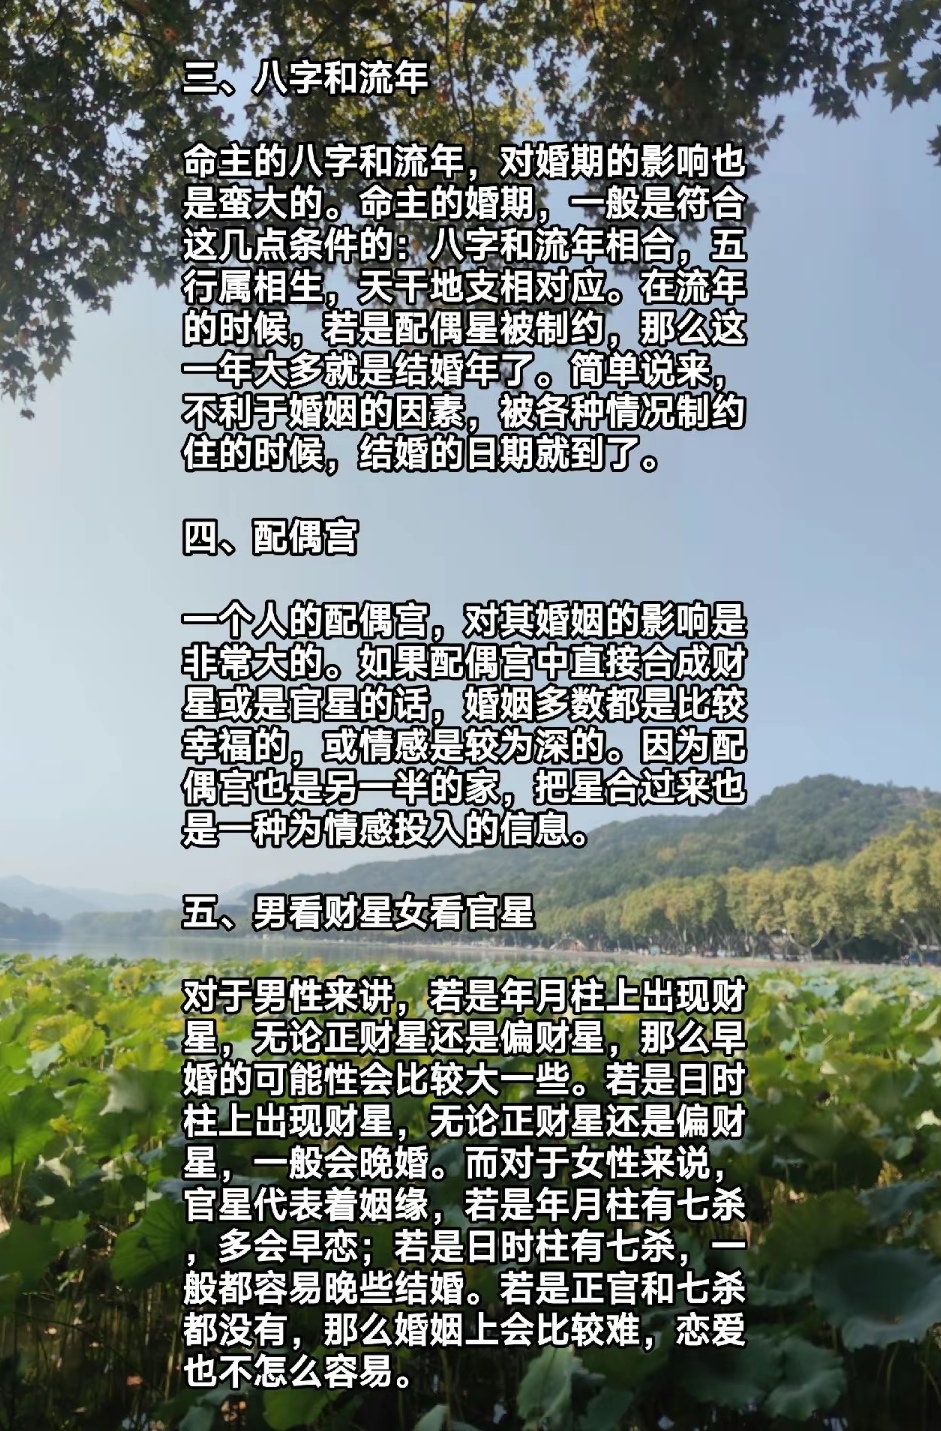 三、八字和流年
命主的八字和流年，对婚期的影响也
是蛮大的。命主的婚期，一般是符合
这几点条件的：八字和流年相合，五
行属相生，天干地支相对应。在流年
的时候，若是配偶星被制约，那么这
一年大多就是结婚年了。简单说来，
不利于婚姻的因素，被各种情况制约
住的时候，结婚的日期就到了。
四、配偶宫
一个人的配偶宫，对其婚姻的影响是
非常大的。如果配偶宫中直接合成财
星或是官星的话，婚姻多数都是比较
幸福的，或情感是较为深的。因为配
偶宫也是另一半的家，把星合过来也
是一种为情感投入的信息。
五、男看财星女看官星
对于男性来讲，若是年月柱上出现财
星，无论正财星还是偏财星，那么早
婚的可能性会比较大一些。若是日时
柱上出现财星，无论正财星还是偏财
星，一般会晚婚。而对于女性来说，
官星代表着姻缘，若是年月柱有七杀
，多会早恋；若是日时柱有七杀，一
般都容易晚些结婚。若是正官和七杀
都没有，那么婚姻上会比较难，恋爱
也不怎么容易。